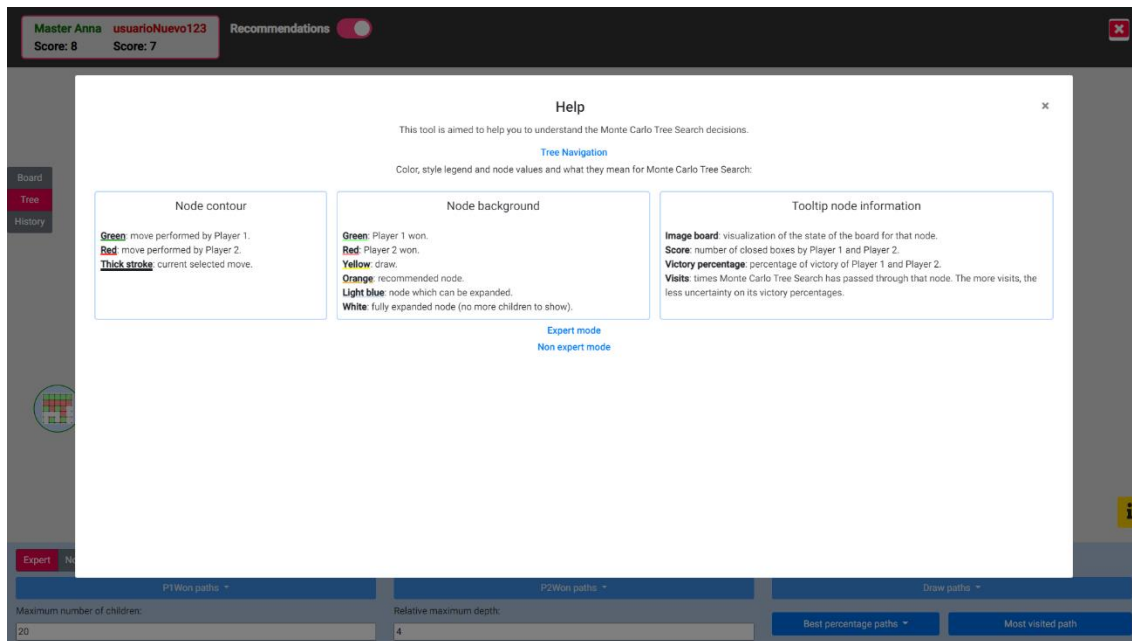 Master Anna usuarioNuevo123
Score: 8 Score: 7
Recommendations
Help
This tool is aimed to help you to understand the Monte Carlo Tree Search decisions.
Tree Navigation
Color, style legend and node values and what they mean for Monte Carlo Tree Search:
Board
Tree
History
Node contour
Green: move performed by Player 1.
Red: move performed by Player 2.
Thick stroke: current selected move.
Node background
Green: Player 1 won.
Red: Player 2 won.
Yellow: draw.
Orange: recommended node.
Light blue: node which can be expanded.
White: fully expanded node (no more children to show).
Tooltip node information
Image board: visualization of the state of the board for that node.
Score: number of closed boxes by Player 1 and Player 2.
Victory percentage: percentage of victory of Player 1 and Player 2.
Visits: times Monte Carlo Tree Search has passed through that node. The more visits, the
less uncertainty on its victory percentages.
Expert mode
Non expert mode
Expert
P1Won paths
P2Won paths
Draw paths
Maximum number of children:
20
Relative maximum depth:
4
Best percentage paths
Most visited path